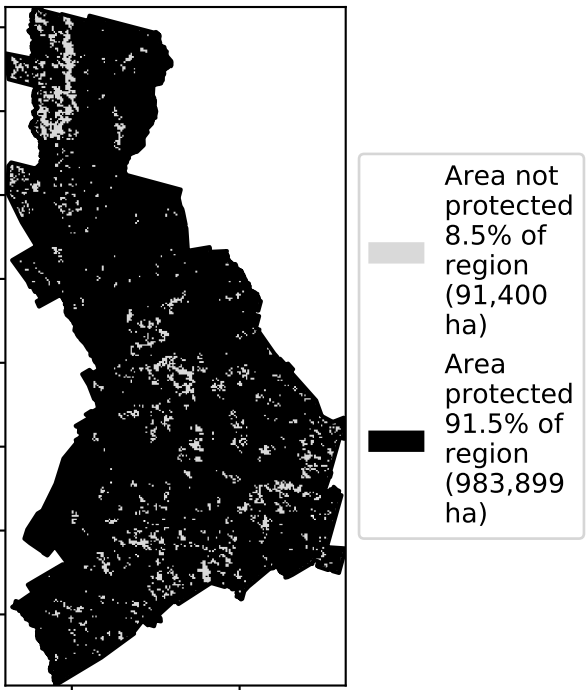 Area not
protected
8.5% of
region
(91,400
ha)
Area
protected
91.5% of
region
(983,899
ha)